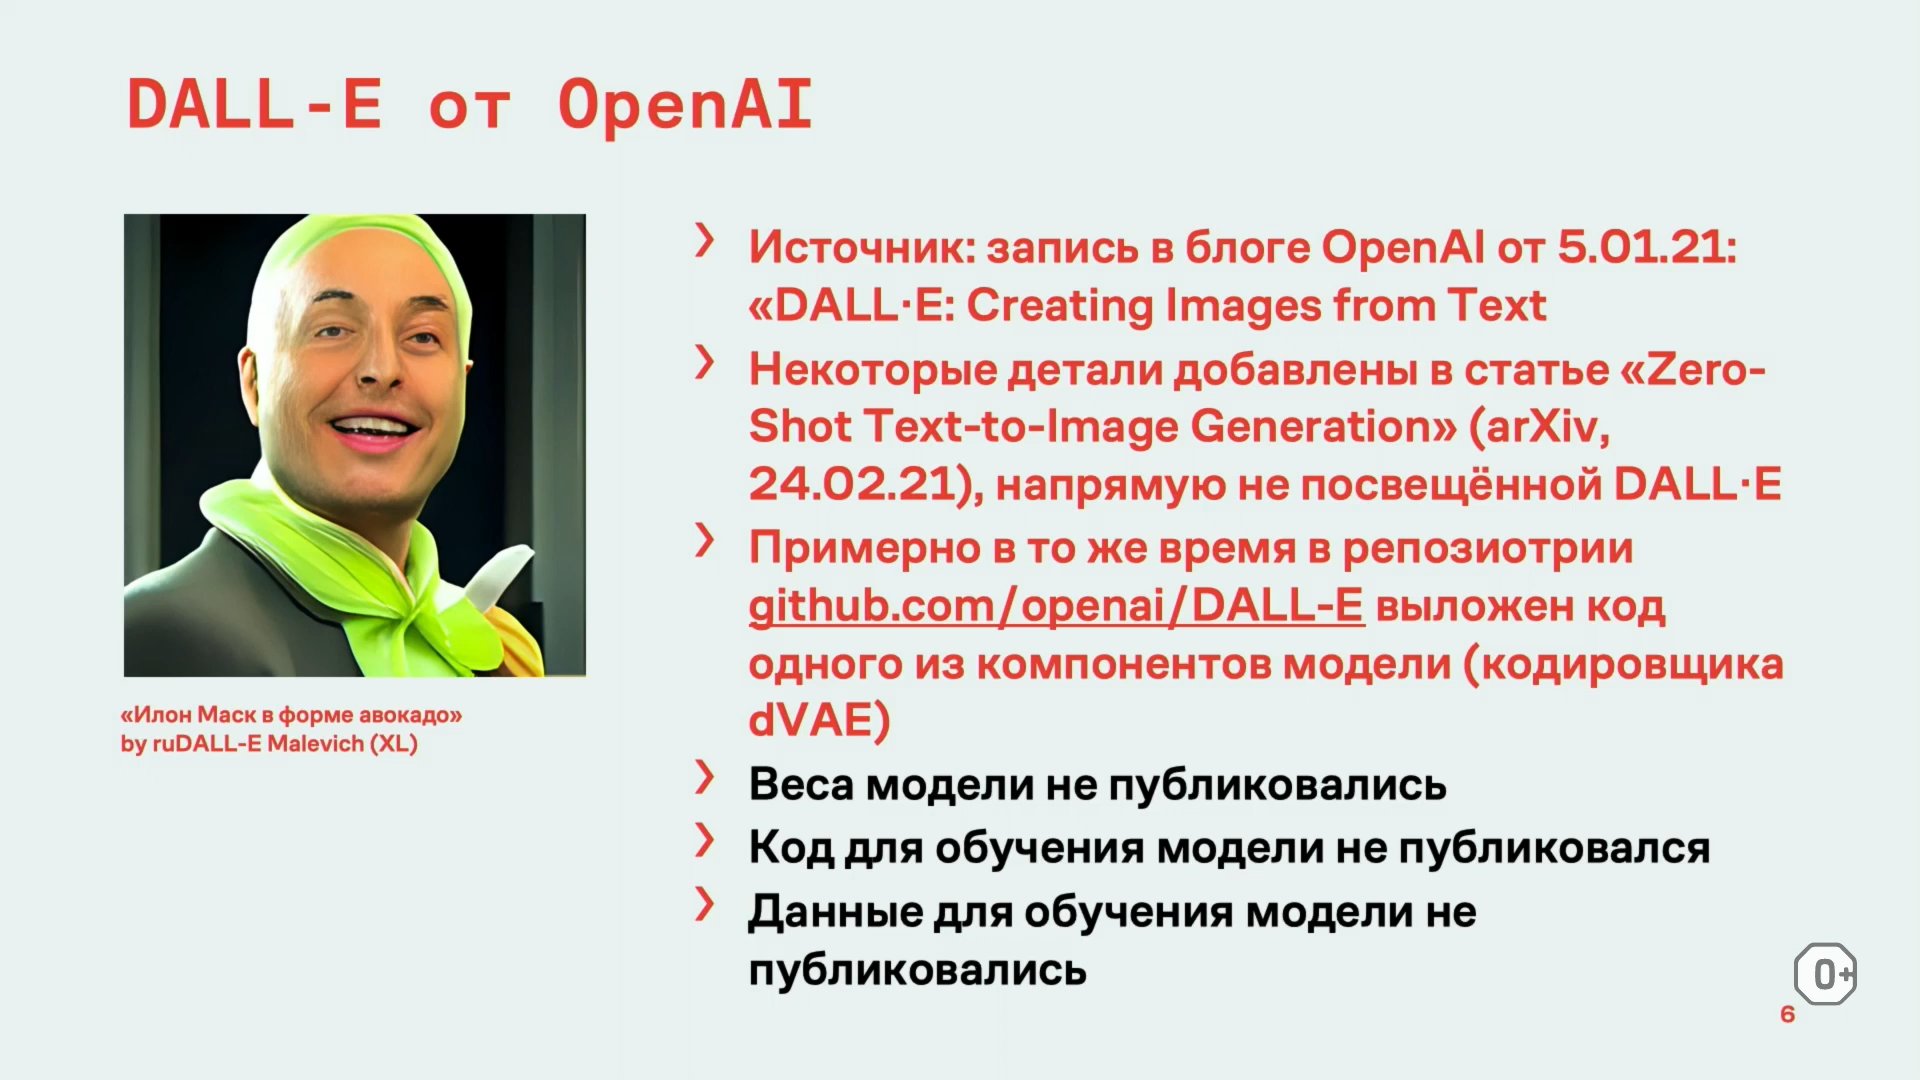 DALL-E от OpenAI
«Илон Маск в форме авокадо»
by ruDALL-E Malevich (XL)
Источник: запись в блоге OpenAI от 5.01.21:
«DALL·E: Creating Images from Text
Некоторые детали добавлены в статье «Zero-
Shot Text-to-Image Generation» (arXiv,
24.02.21), напрямую не посвещённой DALL·E
Примерно в то же время в репозиотрии
github.com/openai/DALL-E выложен код
одного из компонентов модели (кодировщика
dVAE)
Веса модели не публиковались
Код для обучения модели не публиковался
Данные для обучения модели не
публиковались
0+
6